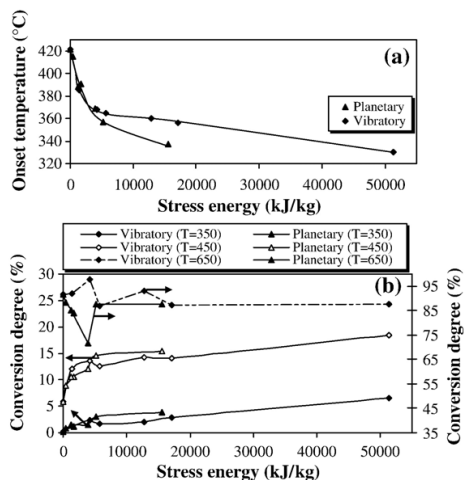 (a)
Onset temperature (°C)
420
400
380
360
340
320
Planetary
Vibratory
0 10000 20000 30000 40000 50000
Stress energy (kJ/kg)
Vibratory (T=350) Planetary (T=350)
Vibratory (T=450) Planetary (T=450)
Vibratory (T=650) Planetary (T=650)
(b)
Conversion degree (%)
30
25
20
15
10
5
0
95
85
75
65
55
45
35
Conversion degree (%)
0 10000 20000 30000 40000 50000
Stress energy (kJ/kg)